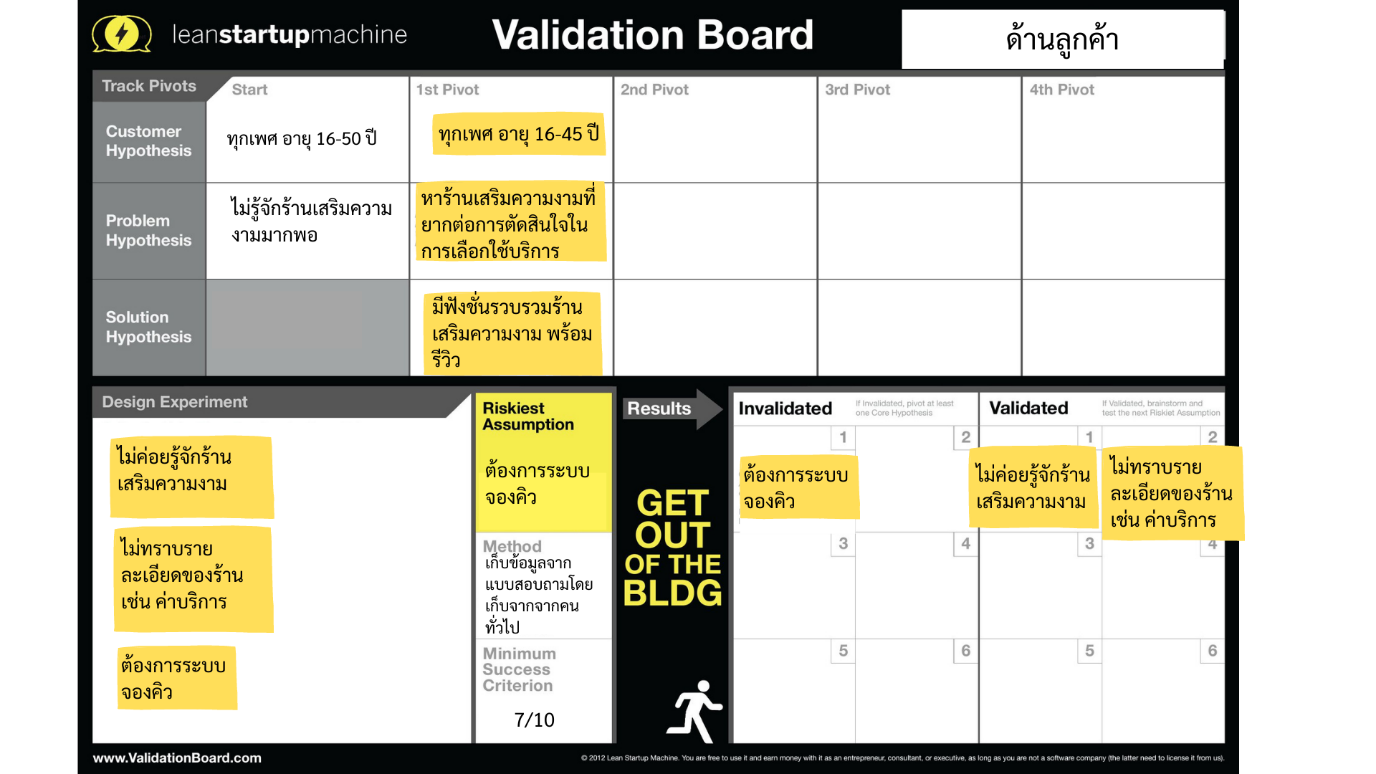 leanstartupmachine
Validation Board
ด้านลูกค้า
Track Pivots
Start
1st Pivot
2nd Pivot
3rd Pivot
4th Pivot
Customer
Hypothesis
ทุกเพศ อายุ 16-50 ปี
ทุกเพศ อายุ 16-45 ปี
Problem
Hypothesis
ไม่รู้จักร้านเสริมความ
งามมากพอ
หาร้านเสริมความงามที่
ยากต่อการตัดสินใจใน
การเลือกใช้บริการ
Solution
Hypothesis
มีฟังชั่นรวบรวมร้าน
เสริมความงาม พร้อม
รีวิว
Design Experiment
ไม่ค่อยรู้จักร้าน
เสริมความงาม
ไม่ทราบราย
ละเอียดของร้าน
เช่น ค่าบริการ
ต้องการระบบ
จองคิว
Riskiest
Assumption
ต้องการระบบ
จองคิว
Method
เก็บข้อมูลจาก
แบบสอบถามโดย
เก็บจากจากคน
ทั่วไป
Minimum
Success
Criterion
7/10
Results
GET
OUT
OF THE
BLDG
Invalidated
If invalidated, pivot at least
one Core Hypothesis
1
2
ต้องการระบบ
จองคิว
3
4
5
6
Validated
If Validated, brainstorm and
test the next Riskiet Assumption
1
2
ไม่ค่อยรู้จักร้าน
เสริมความงาม
ไม่ทราบราย
ละเอียดของร้าน
เช่น ค่าบริการ
3
4
5
6
www.ValidationBoard.com
© 2012 Lean Startup Machine. You are free to use it and earn money with it as an entrepreneur, consultant, or executive, as long as you are not a software company (the latter need to license it from us).